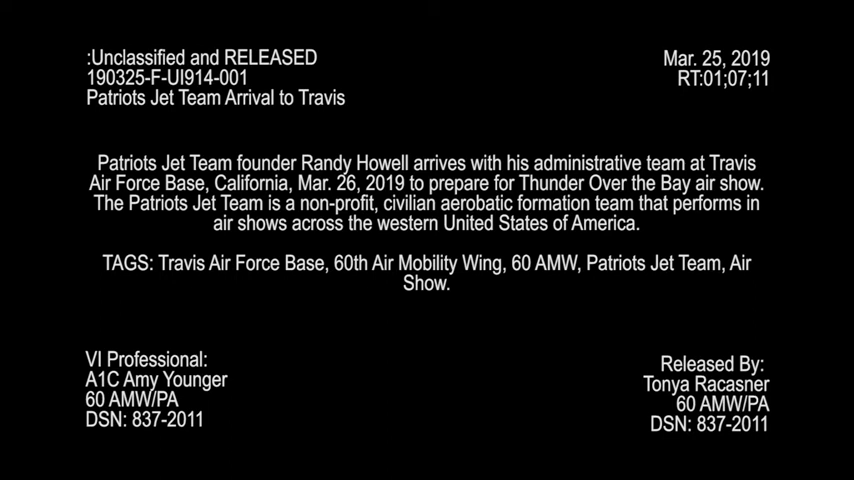 :Unclassified and RELEASED
190325-F-UI914-001
Patriots Jet Team Arrival to Travis
Mar. 25, 2019
RT:01;07;11
Patriots Jet Team founder Randy Howell arrives with his administrative team at Travis
Air Force Base, California, Mar. 26, 2019 to prepare for Thunder Over the Bay air show.
The Patriots Jet Team is a non-profit, civilian aerobatic formation team that performs in
air shows across the western United States of America.
TAGS: Travis Air Force Base, 60th Air Mobility Wing, 60 AMW, Patriots Jet Team, Air
Show.
VI Professional:
A1C Amy Younger
60 AMW/PA
DSN: 837-2011
Released By:
Tonya Racasner
60 AMW/PA
DSN: 837-2011